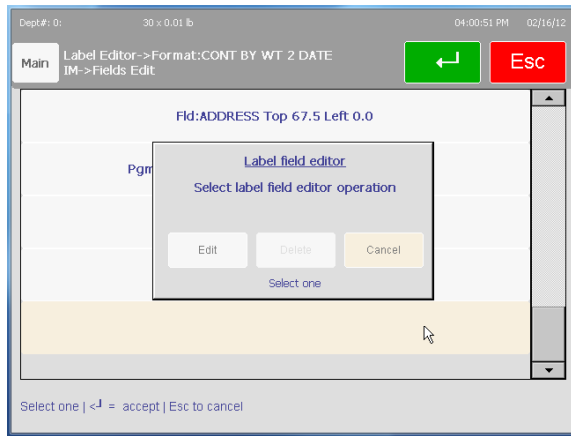 Dept#: 0: 30 x 0.01 lb 04:00:51 PM 02/16/12
Main
Label Editor->Format:CONT BY WT 2 DATE
IM->Fields Edit
Esc
Fld:ADDRESS Top 67.5 Left 0.0
Pgm
Label field editor
Select label field editor operation
Edit Delete Cancel
Select one
Select one | <┘ = accept | Esc to cancel